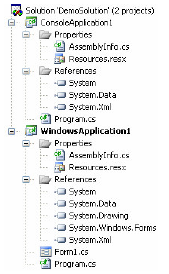 Solution 'DemoSolution' (2 projects)
ConsoleApplication1
Properties
AssemblyInfo.cs
Resources.resx
References
System
System.Data
System.Xml
Program.cs
WindowsApplication1
Properties
AssemblyInfo.cs
Resources.resx
References
System
System.Data
System.Drawing
System.Windows.Forms
System.Xml
Form1.cs
Program.cs